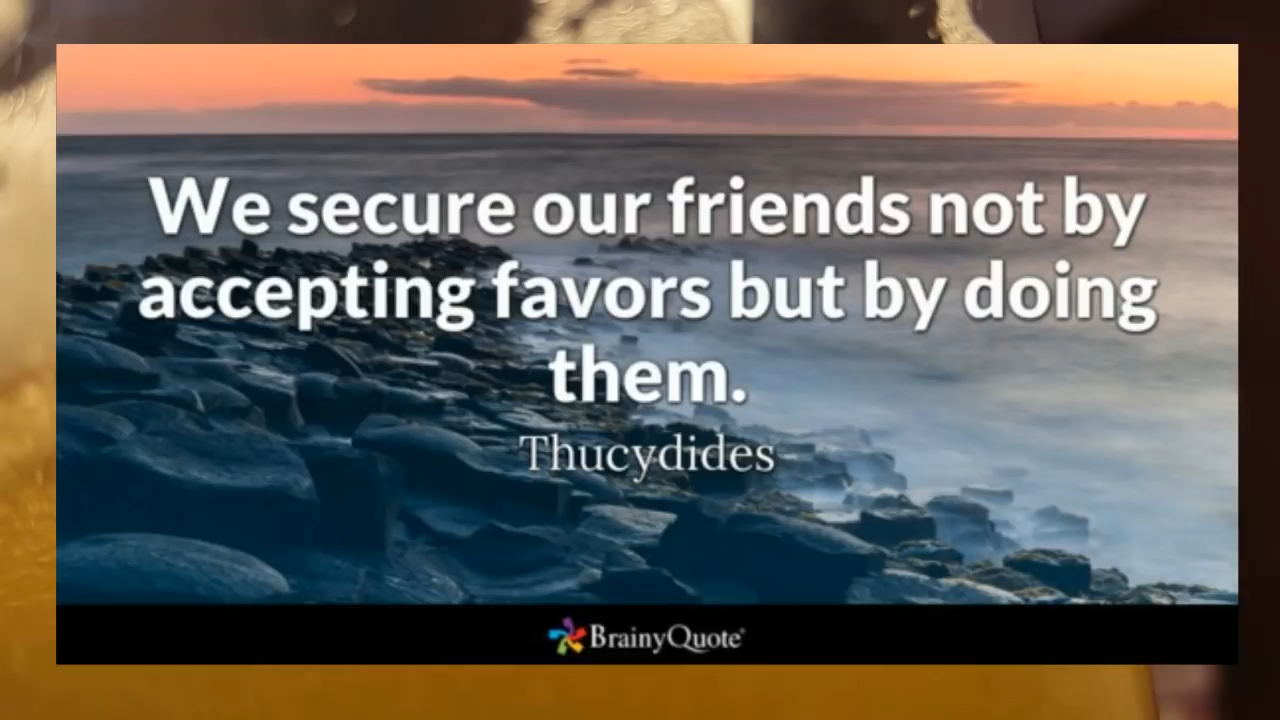 We secure our friends not by
accepting favors but by doing
them.
Thucydides
BrainyQuote®